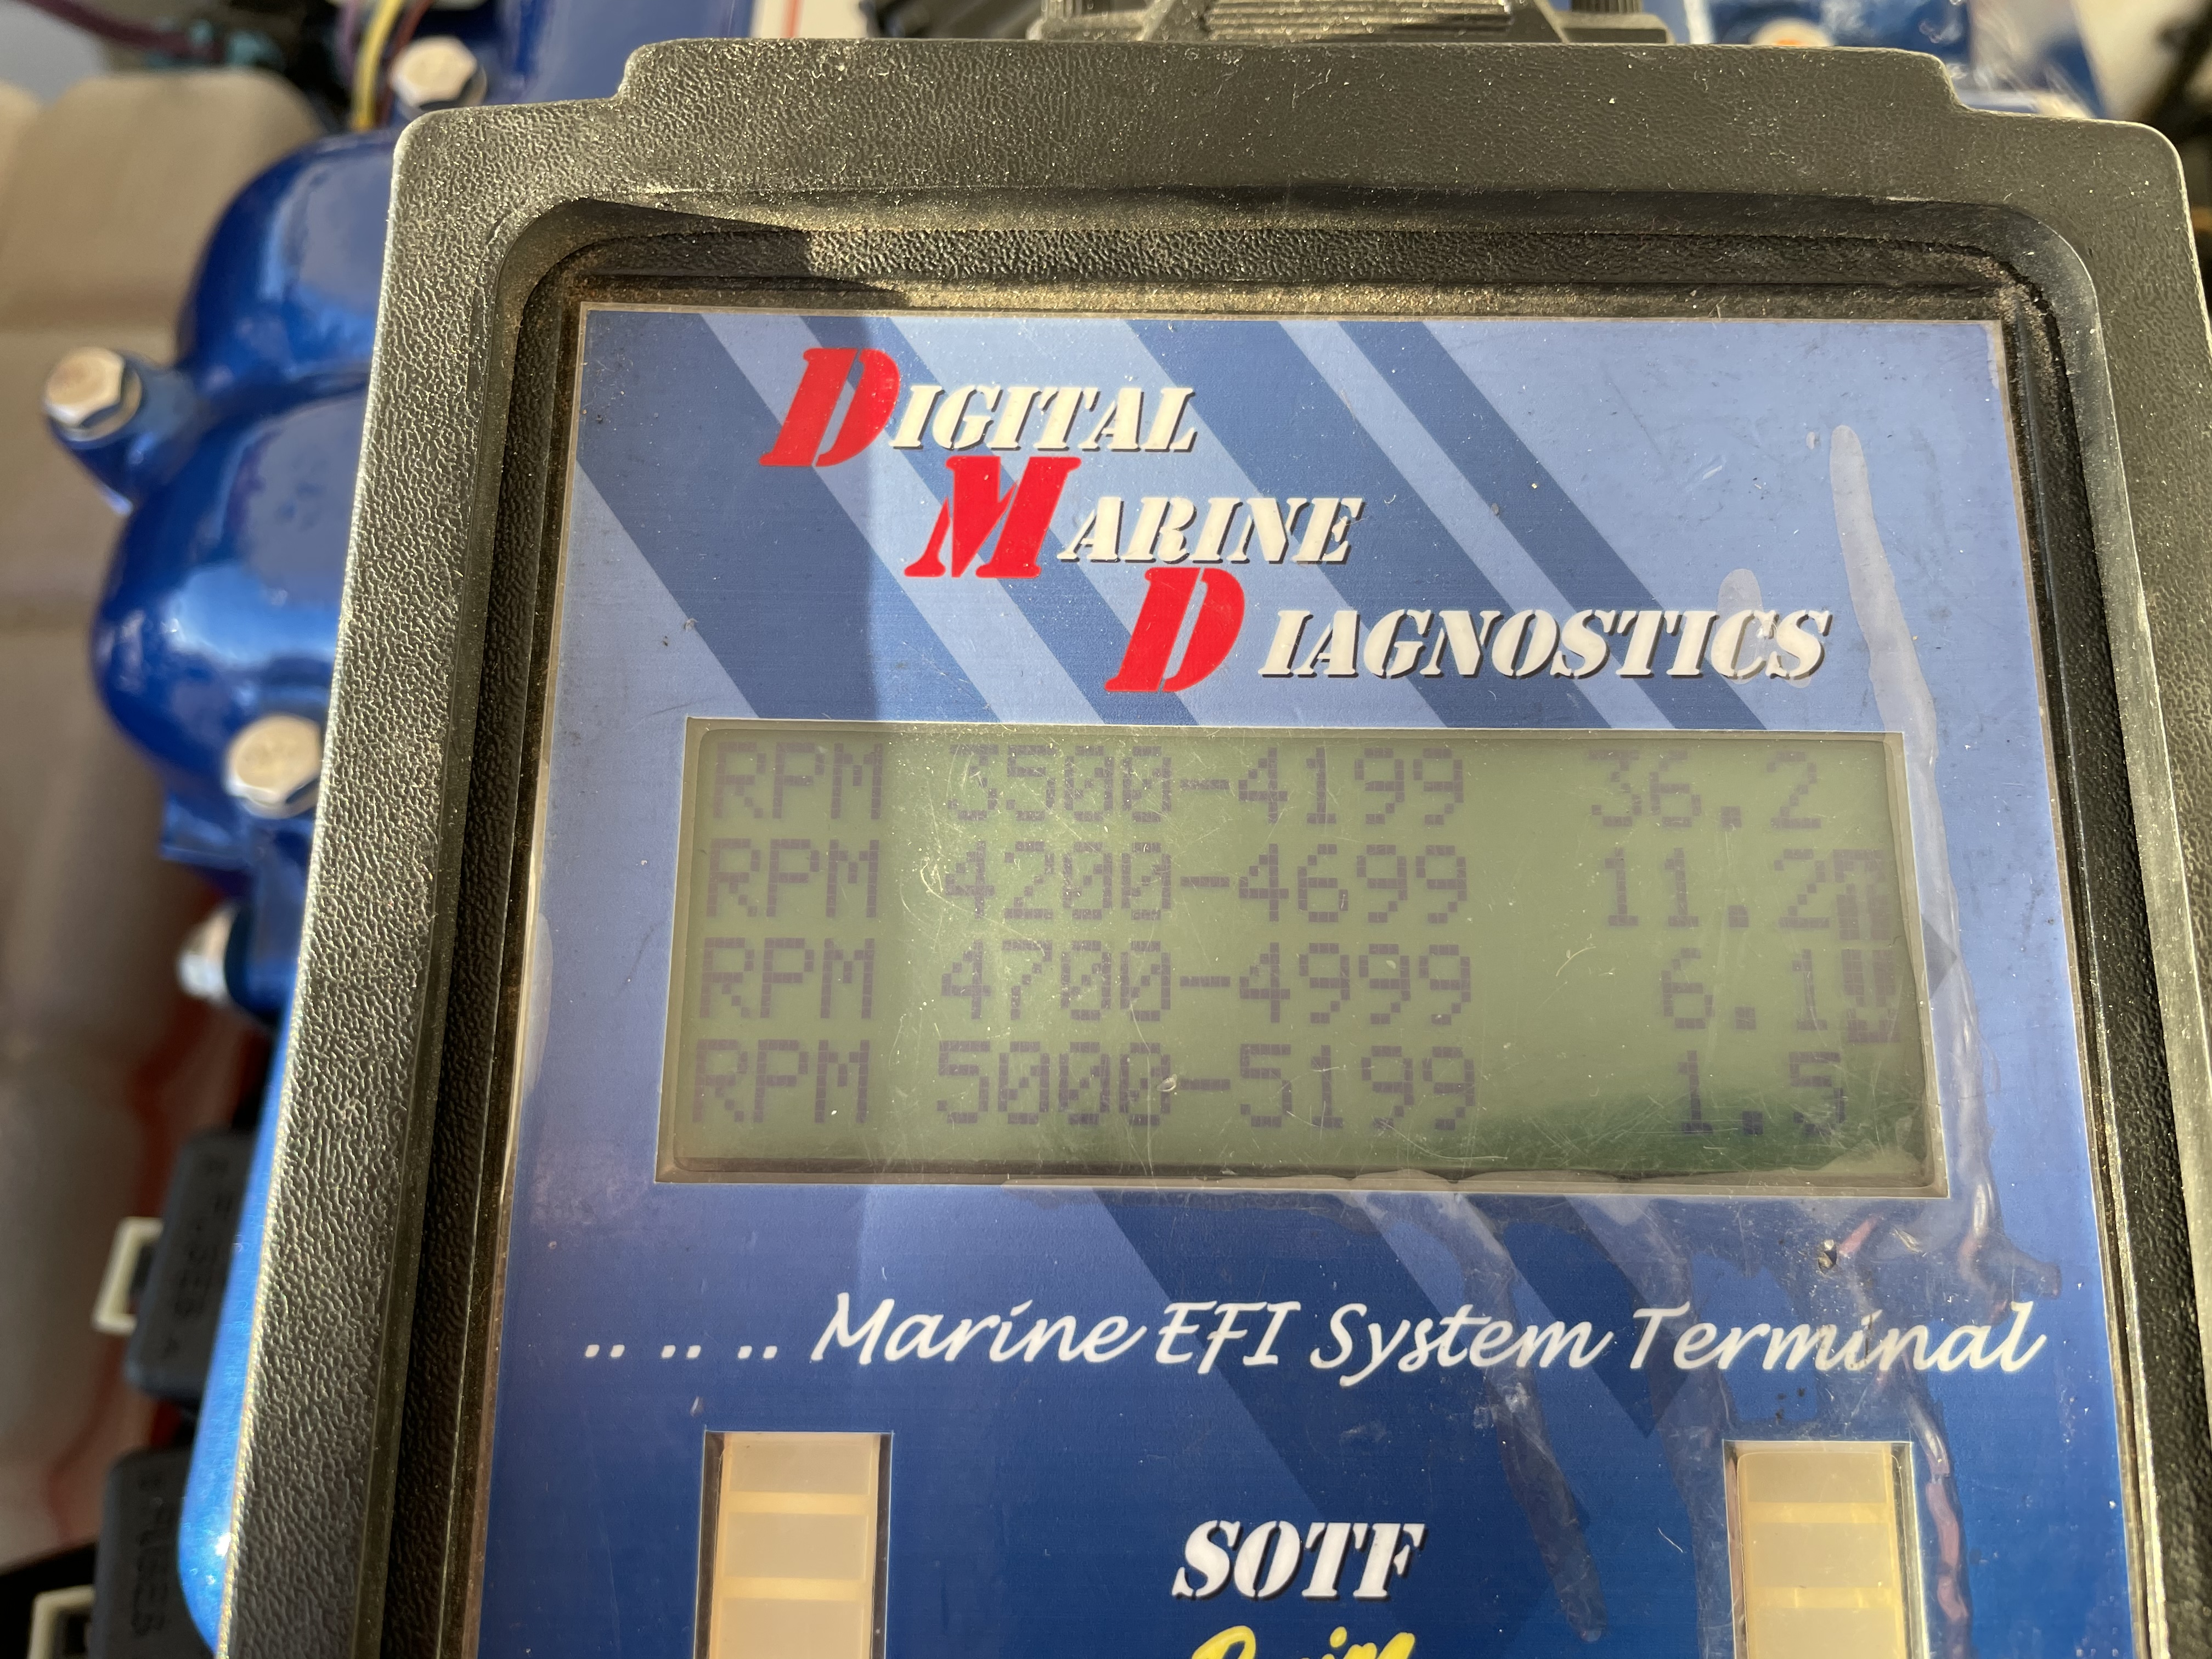 DIGITAL
MARINE
DIAGNOSTICS
RPM 3500-4199 36.2
RPM 4200-4699 11.2
RPM 4700-4999 6.1
RPM 5000-5199 1.5
.. .. .. Marine EFI System Terminal
SOTF